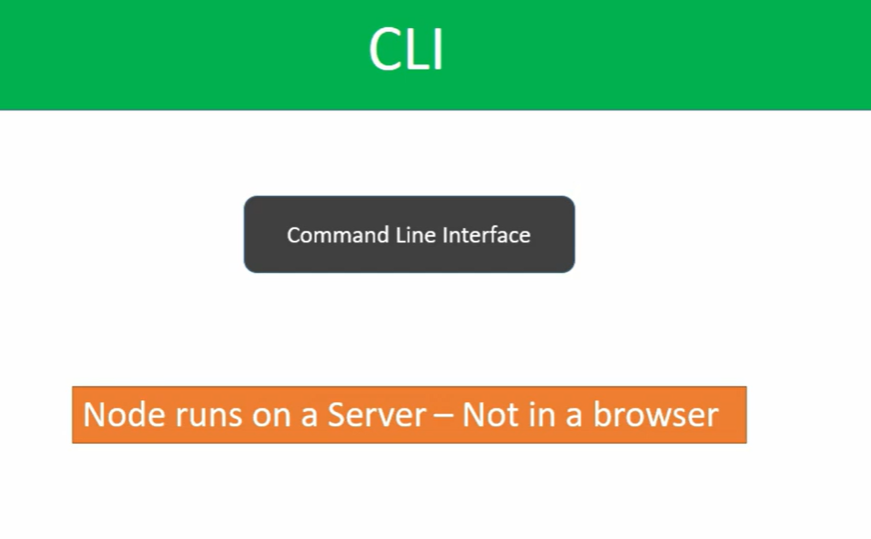 CLI
Command Line Interface
Node runs on a Server – Not in a browser